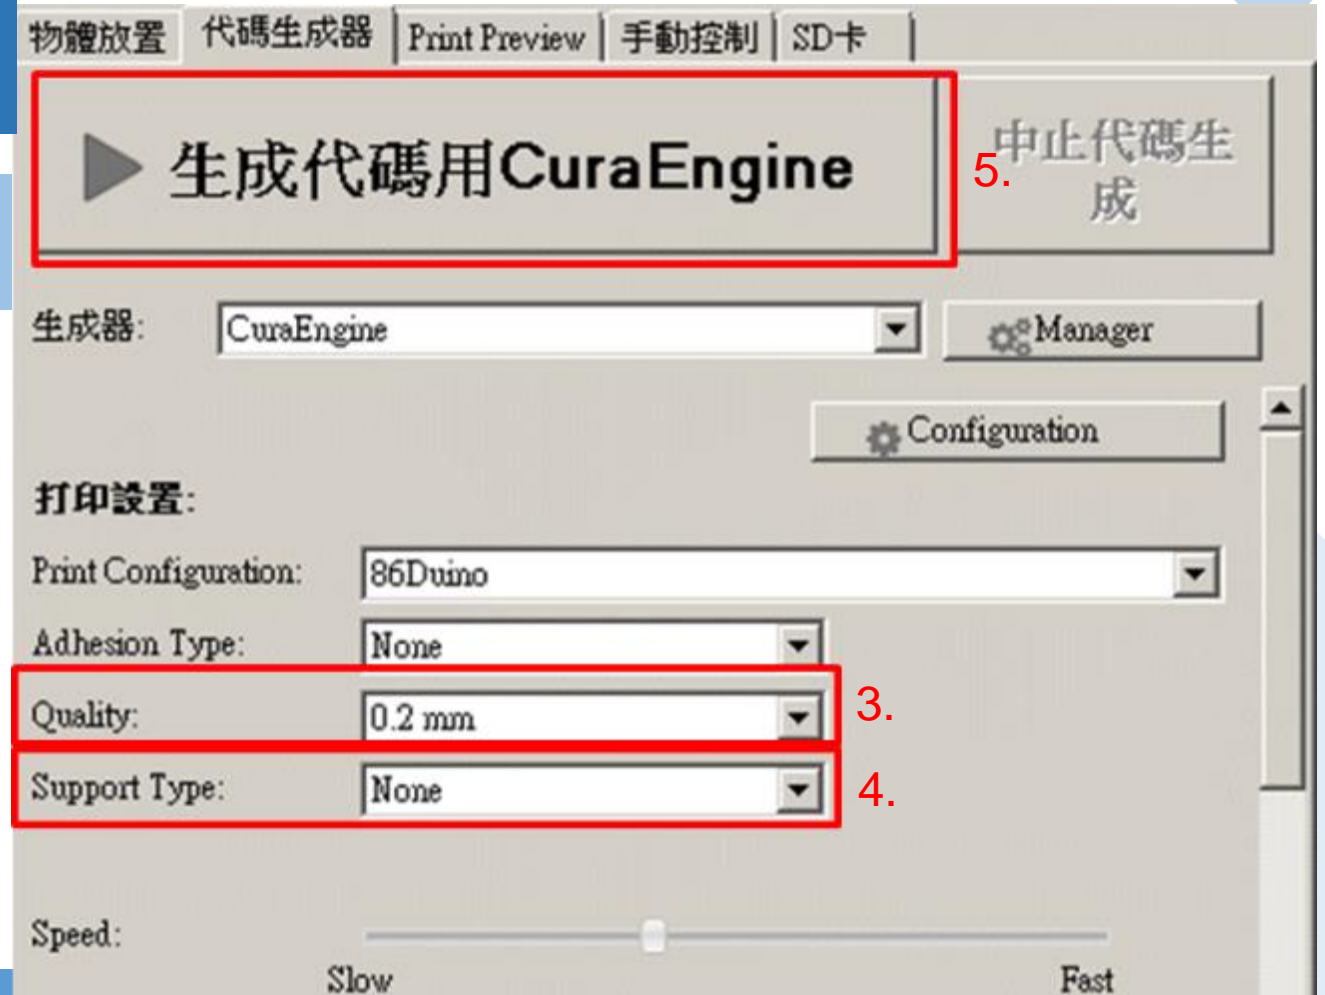 物體放置 代碼生成器 Print Preview 手動控制 SD卡
生成代碼用CuraEngine
5.
中止代碼生
成
生成器: CuraEngine Manager
Configuration
打印設置:
Print Configuration: 86Duino
Adhesion Type: None
Quality: 0.2 mm 3.
Support Type: None 4.
Speed:
Slow Fast